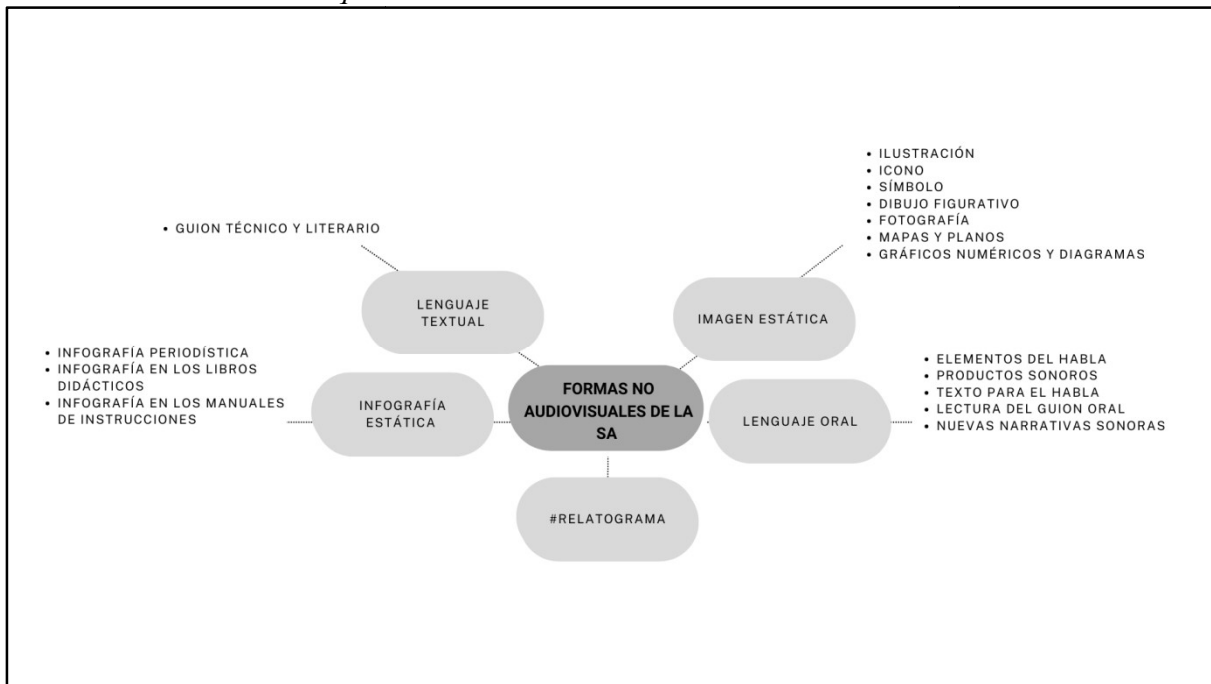 • GUION TÉCNICO Y LITERARIO
LENGUAJE
TEXTUAL
• ILUSTRACIÓN
• ICONO
• SÍMBOLO
• DIBUJO FIGURATIVO
• FOTOGRAFÍA
• MAPAS Y PLANOS
• GRÁFICOS NUMÉRICOS Y DIAGRAMAS
IMAGEN ESTÁTICA
• INFOGRAFÍA PERIODÍSTICA
• INFOGRAFÍA EN LOS LIBROS
DIDÁCTICOS
• INFOGRAFÍA EN LOS MANUALES
DE INSTRUCCIONES
INFOGRAFÍA
ESTÁTICA
FORMAS NO
AUDIOVISUALES DE LA
SA
LENGUAJE ORAL
• ELEMENTOS DEL HABLA
• PRODUCTOS SONOROS
• TEXTO PARA EL HABLA
• LECTURA DEL GUION ORAL
• NUEVAS NARRATIVAS SONORAS
#RELATOGRAMA